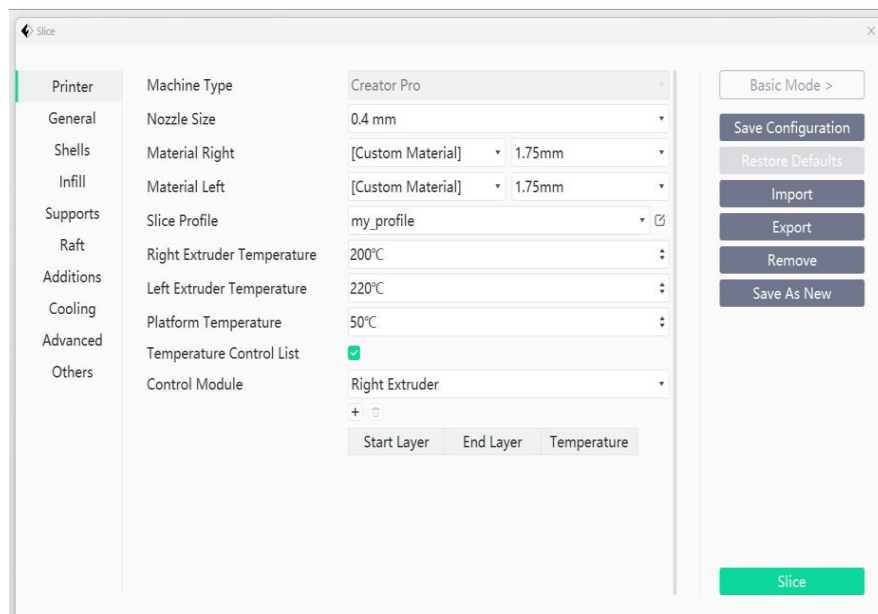 Slice
Printer
General
Shells
Infill
Supports
Raft
Additions
Cooling
Advanced
Others
Machine Type Creator Pro
Nozzle Size 0.4 mm
Material Right [Custom Material] 1.75mm
Material Left [Custom Material] 1.75mm
Slice Profile my_profile
Right Extruder Temperature 200℃
Left Extruder Temperature 220℃
Platform Temperature 50℃
Temperature Control List
Control Module Right Extruder
Start Layer End Layer Temperature
Basic Mode >
Save Configuration
Restore Defaults
Import
Export
Remove
Save As New
Slice